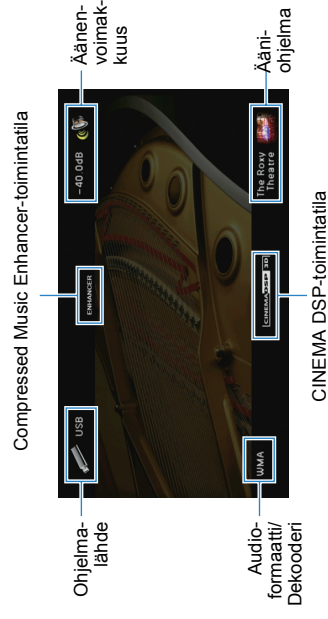 Compressed Music Enhancer-toimintatila
Ohjelma-
lähde
Äänen-
voimak-
kuus
USB
ENHANCER
-40.0dB
WMA
CINEMA DSP 3D
The Roxy
Theatre
Audio-
formaatti/
Dekooderi
Ääni-
ohjelma
CINEMA DSP-toimintatila